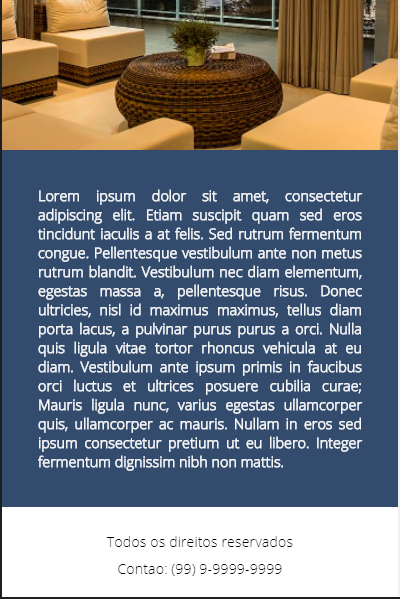 Lorem ipsum dolor sit amet, consectetur
adipiscing elit. Etiam suscipit quam sed eros
tincidunt iaculis a at felis. Sed rutrum fermentum
congue. Pellentesque vestibulum ante non metus
rutrum blandit. Vestibulum nec diam elementum,
egestas massa a, pellentesque risus. Donec
ultricies, nisl id maximus maximus, tellus diam
porta lacus, a pulvinar purus purus a orci. Nulla
quis ligula vitae tortor rhoncus vehicula at eu
diam. Vestibulum ante ipsum primis in faucibus
orci luctus et ultrices posuere cubilia curae;
Mauris ligula nunc, varius egestas ullamcorper
quis, ullamcorper ac mauris. Nullam in eros sed
ipsum consectetur pretium ut eu libero. Integer
fermentum dignissim nibh non mattis.
Todos os direitos reservados
Contao: (99) 9-9999-9999